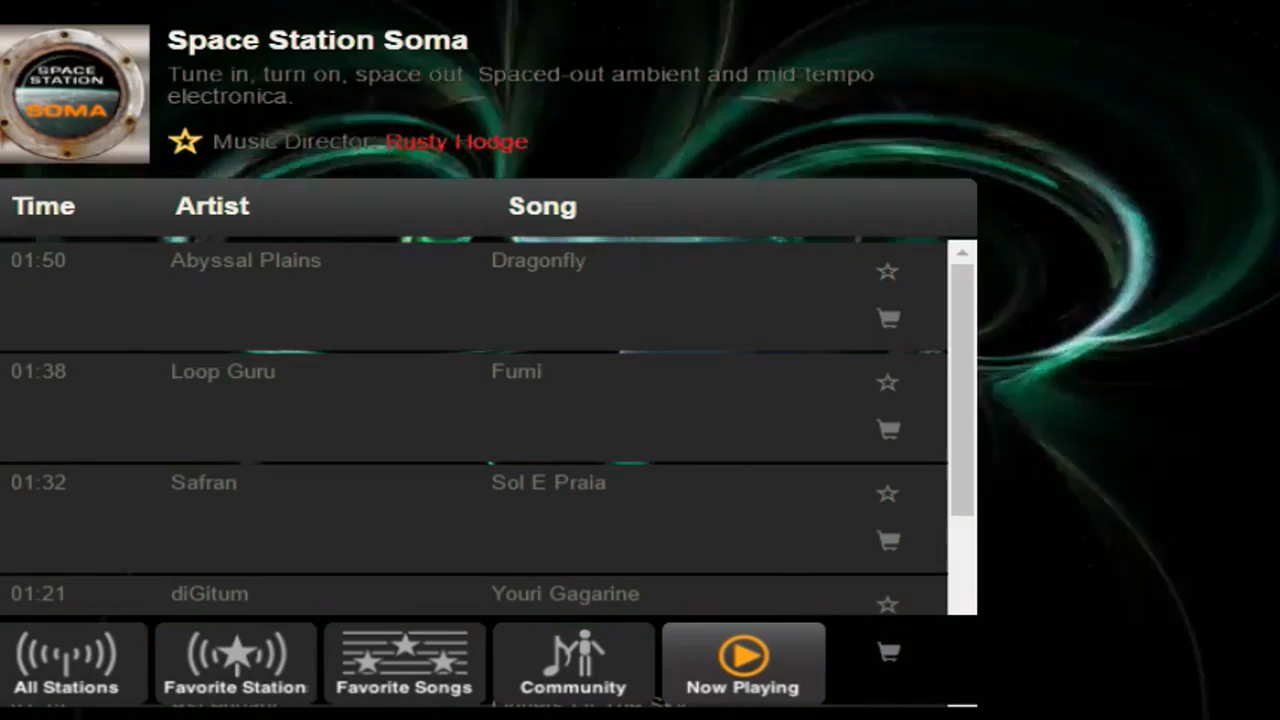 Space Station Soma
Tune in, turn on, space out. Spaced-out ambient and mid-tempo
electronica.
SPACE
STATION
SOMA
Music Director: Rusty Hodge
Time Artist Song
01:50 Abyssal Plains Dragonfly
01:38 Loop Guru Fumi
01:32 Safran Sol E Praia
01:21 diGitum Youri Gagarine
All Stations Favorite Station Favorite Songs Community Now Playing